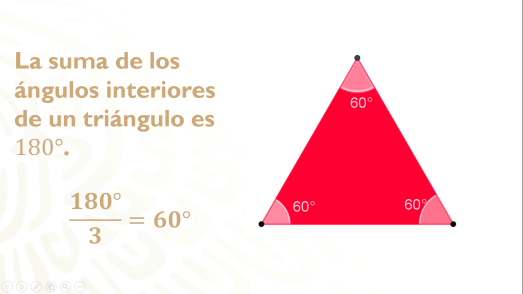 La suma de los
ángulos interiores
de un triángulo es
180°.
180°/3 = 60°
60°
60°
60°